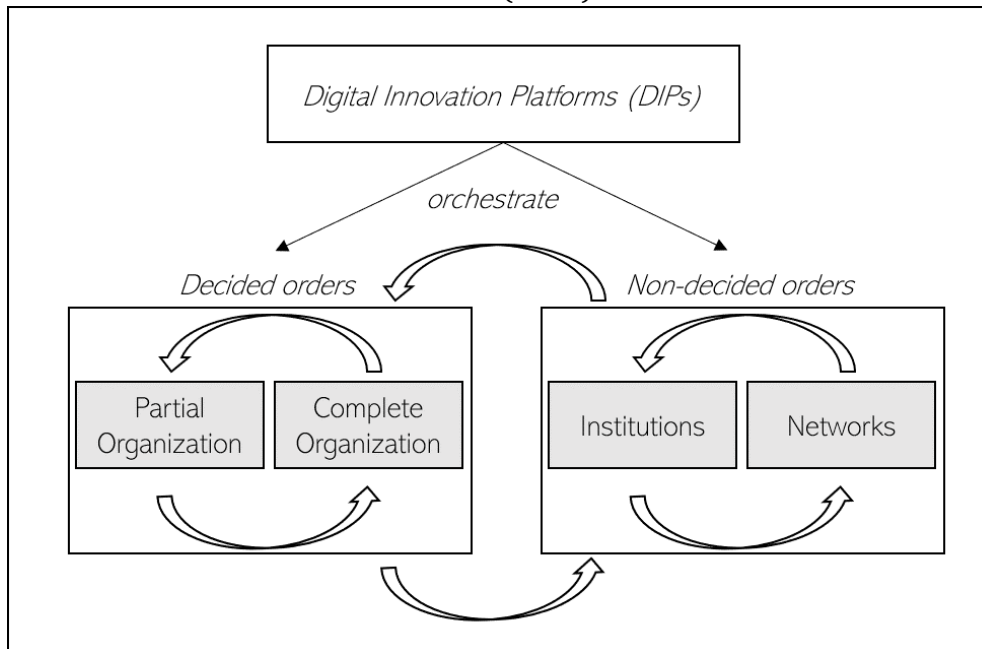 Digital Innovation Platforms (DIPs)
orchestrate
Decided orders
Non-decided orders
Partial
Organization
Complete
Organization
Institutions
Networks